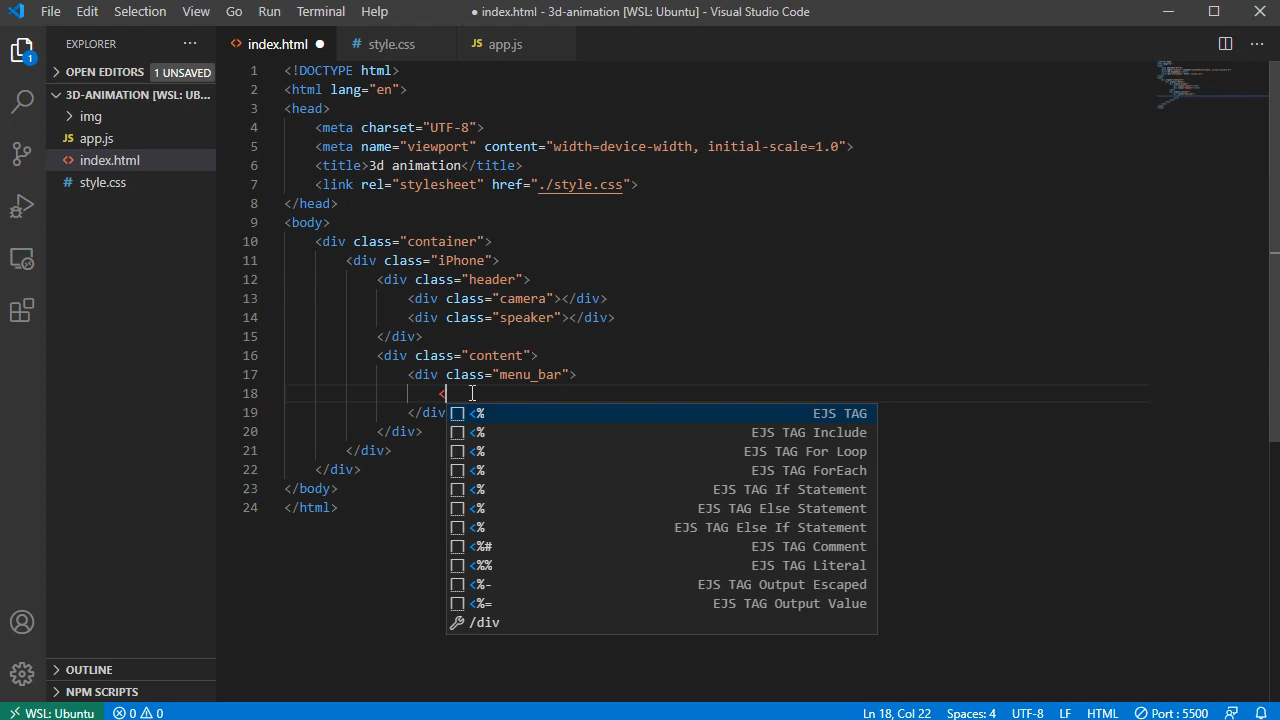 File Edit Selection View Go Run Terminal Help
● index.html - 3d-animation [WSL: Ubuntu] - Visual Studio Code
EXPLORER
index.html
# style.css
JS app.js
OPEN EDITORS 1 UNSAVED
3D-ANIMATION [WSL: UB...
img
JS app.js
index.html
# style.css
1 <!DOCTYPE html>
2 <html lang="en">
3 <head>
4 <meta charset="UTF-8">
5 <meta name="viewport" content="width=device-width, initial-scale=1.0">
6 <title>3d animation</title>
7 <link rel="stylesheet" href="./style.css">
8 </head>
9 <body>
10 <div class="container">
11 <div class="iPhone">
12 <div class="header">
13 <div class="camera"></div>
14 <div class="speaker"></div>
15 </div>
16 <div class="content">
17 <div class="menu_bar">
18 <
19 </div
20 </div>
21 </div>
22 </div>
23 </body>
24 </html>
<% EJS TAG
<% EJS TAG Include
<% EJS TAG For Loop
<% EJS TAG ForEach
<% EJS TAG If Statement
<% EJS TAG Else Statement
<% EJS TAG Else If Statement
<%# EJS TAG Comment
<%% EJS TAG Literal
<%- EJS TAG Output Escaped
<%= EJS TAG Output Value
/div
OUTLINE
NPM SCRIPTS
WSL: Ubuntu 0 0 Ln 18, Col 22 Spaces: 4 UTF-8 LF HTML Port : 5500
1